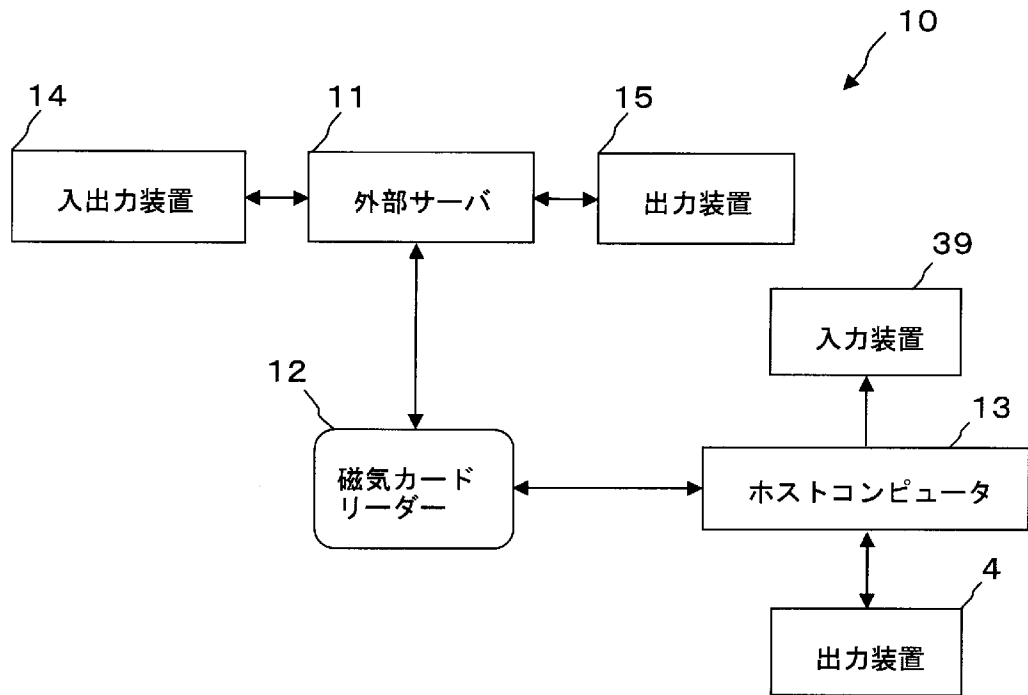 10
14
11
15
入出力装置
外部サーバ
出力装置
39
入力装置
12
13
磁気カード
リーダー
ホストコンピュータ
4
出力装置